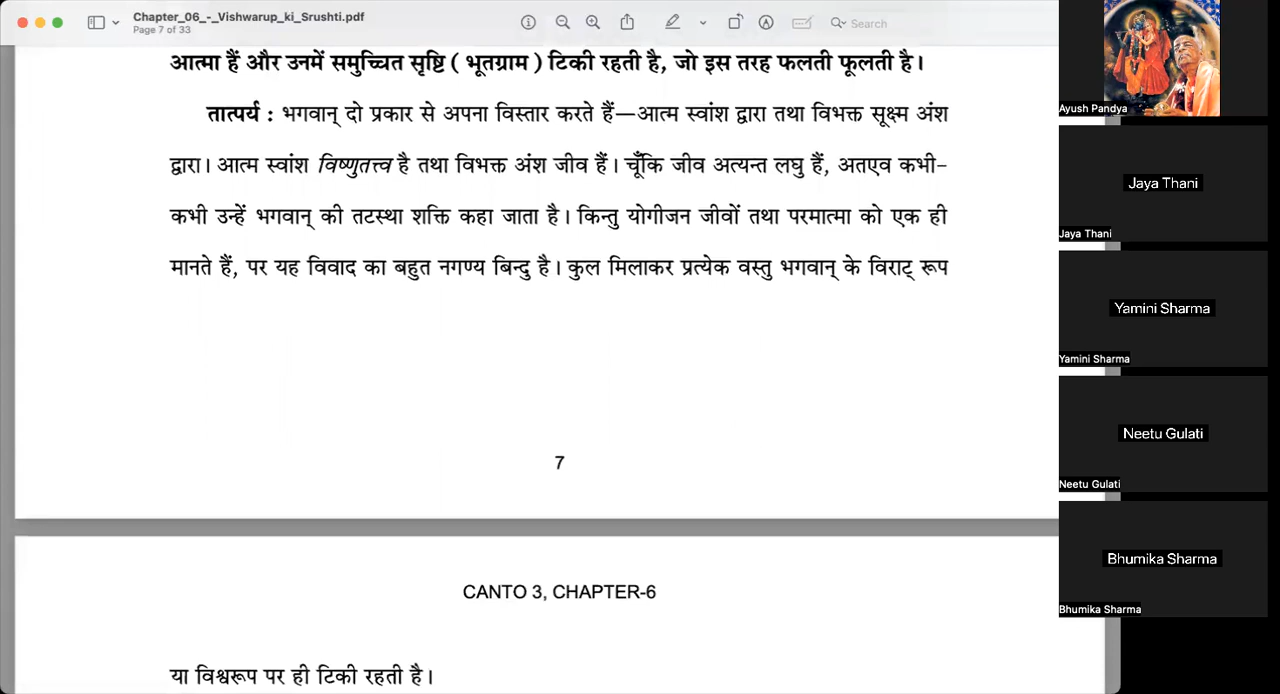 Chapter_06_-_Vishwarup_ki_Srushti.pdf
Page 7 of 33
Search
आत्मा हैं और उनमें समुच्चित सृष्टि ( भूतग्राम ) टिकी रहती है, जो इस तरह फलती फूलती है।
तात्पर्य : भगवान् दो प्रकार से अपना विस्तार करते हैं—आत्म स्वांश द्वारा तथा विभक्त सूक्ष्म अंश
द्वारा। आत्म स्वांश विष्णुतत्त्व है तथा विभक्त अंश जीव हैं। चूँकि जीव अत्यन्त लघु हैं, अतएव कभी-
कभी उन्हें भगवान् की तटस्था शक्ति कहा जाता है। किन्तु योगीजन जीवों तथा परमात्मा को एक ही
मानते हैं, पर यह विवाद का बहुत नगण्य बिन्दु है। कुल मिलाकर प्रत्येक वस्तु भगवान् के विराट् रूप
7
CANTO 3, CHAPTER-6
या विश्वरूप पर ही टिकी रहती है।
Ayush Pandya
Jaya Thani
Jaya Thani
Yamini Sharma
Yamini Sharma
Neetu Gulati
Neetu Gulati
Bhumika Sharma
Bhumika Sharma